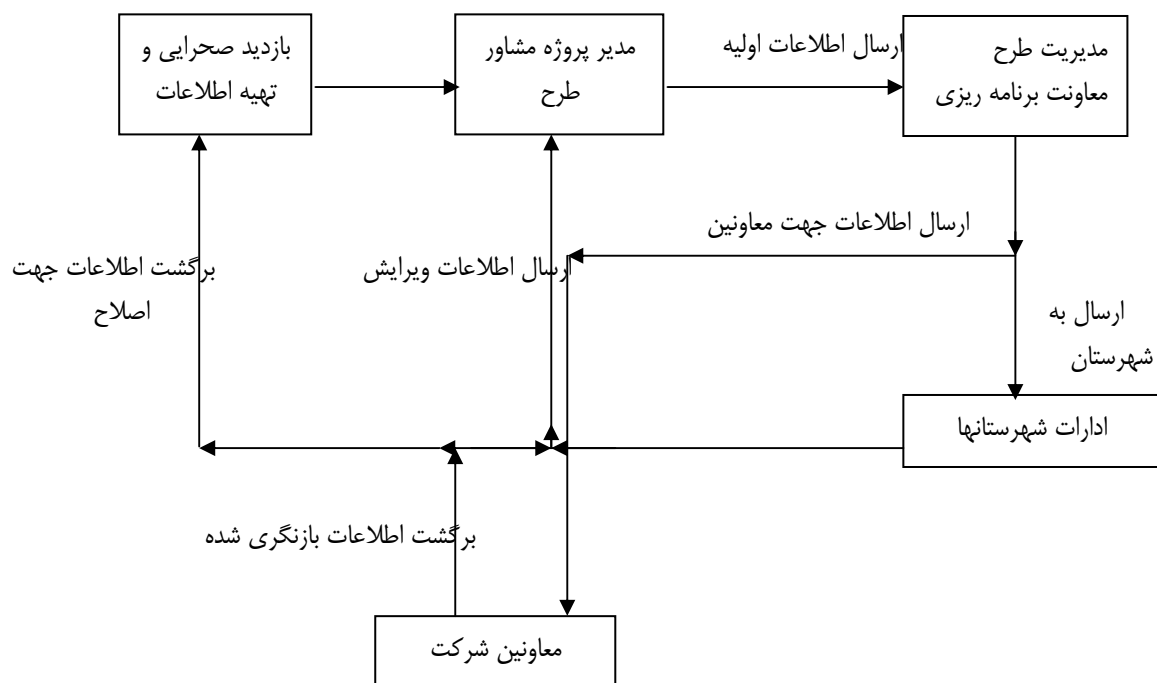 مدیریت طرح
معاونت برنامه ریزی
ارسال اطلاعات اولیه
مدیر پروژه مشاور
طرح
بازدید صحرایی و
تهیه اطلاعات
ارسال اطلاعات جهت معاونین
ارسال اطلاعات ویرایش
برگشت اطلاعات جهت
اصلاح
ارسال به
شهرستان
ادارات شهرستانها
برگشت اطلاعات بازنگری شده
معاونین شرکت